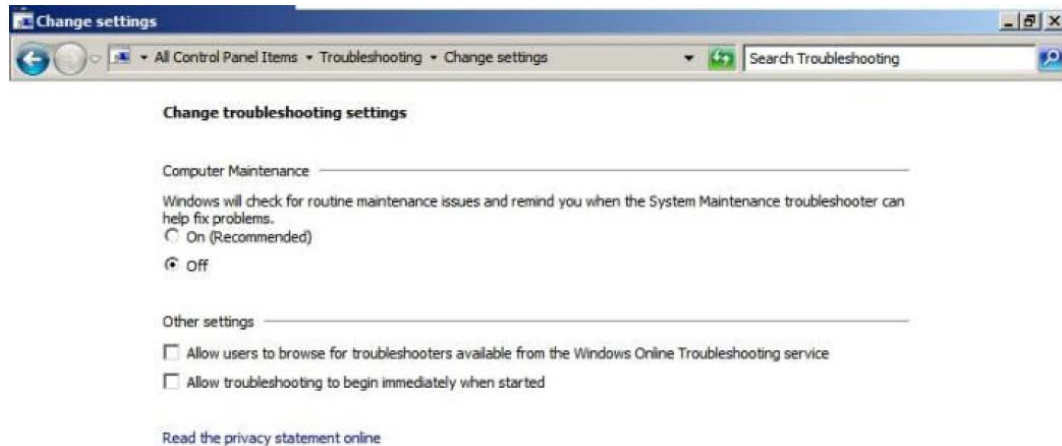 Change settings
All Control Panel Items Troubleshooting Change settings Search Troubleshooting
Change troubleshooting settings
Computer Maintenance
Windows will check for routine maintenance issues and remind you when the System Maintenance troubleshooter can
help fix problems.
On (Recommended)
Off
Other settings
Allow users to browse for troubleshooters available from the Windows Online Troubleshooting service
Allow troubleshooting to begin immediately when started
Read the privacy statement online